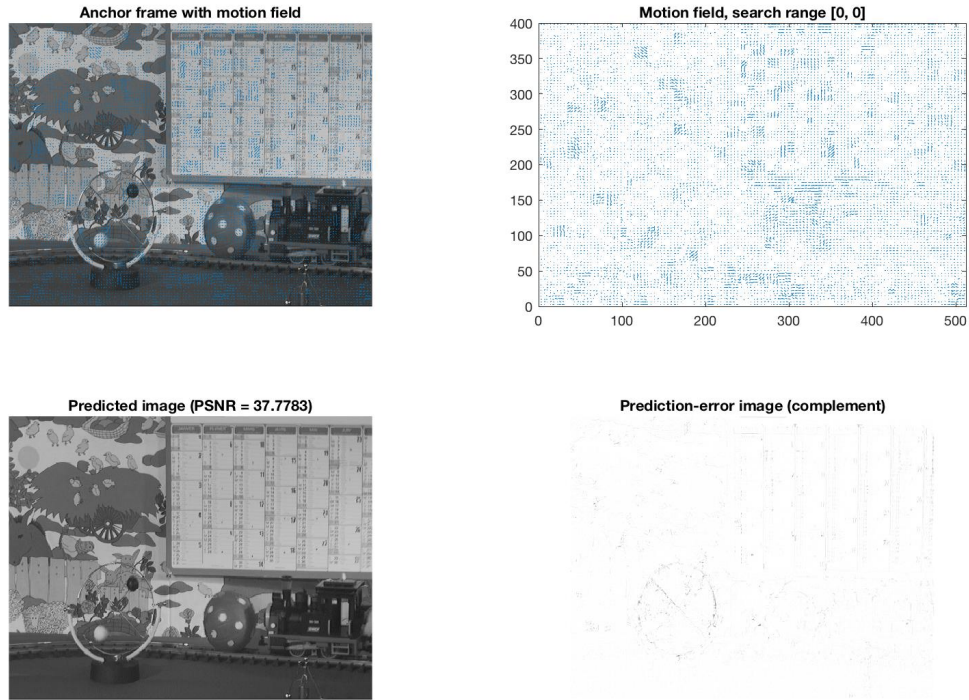 Anchor frame with motion field
Motion field, search range [0, 0]
400
350
300
250
200
150
100
50
0
0 100 200 300 400 500
Predicted image (PSNR = 37.7783)
Prediction-error image (complement)